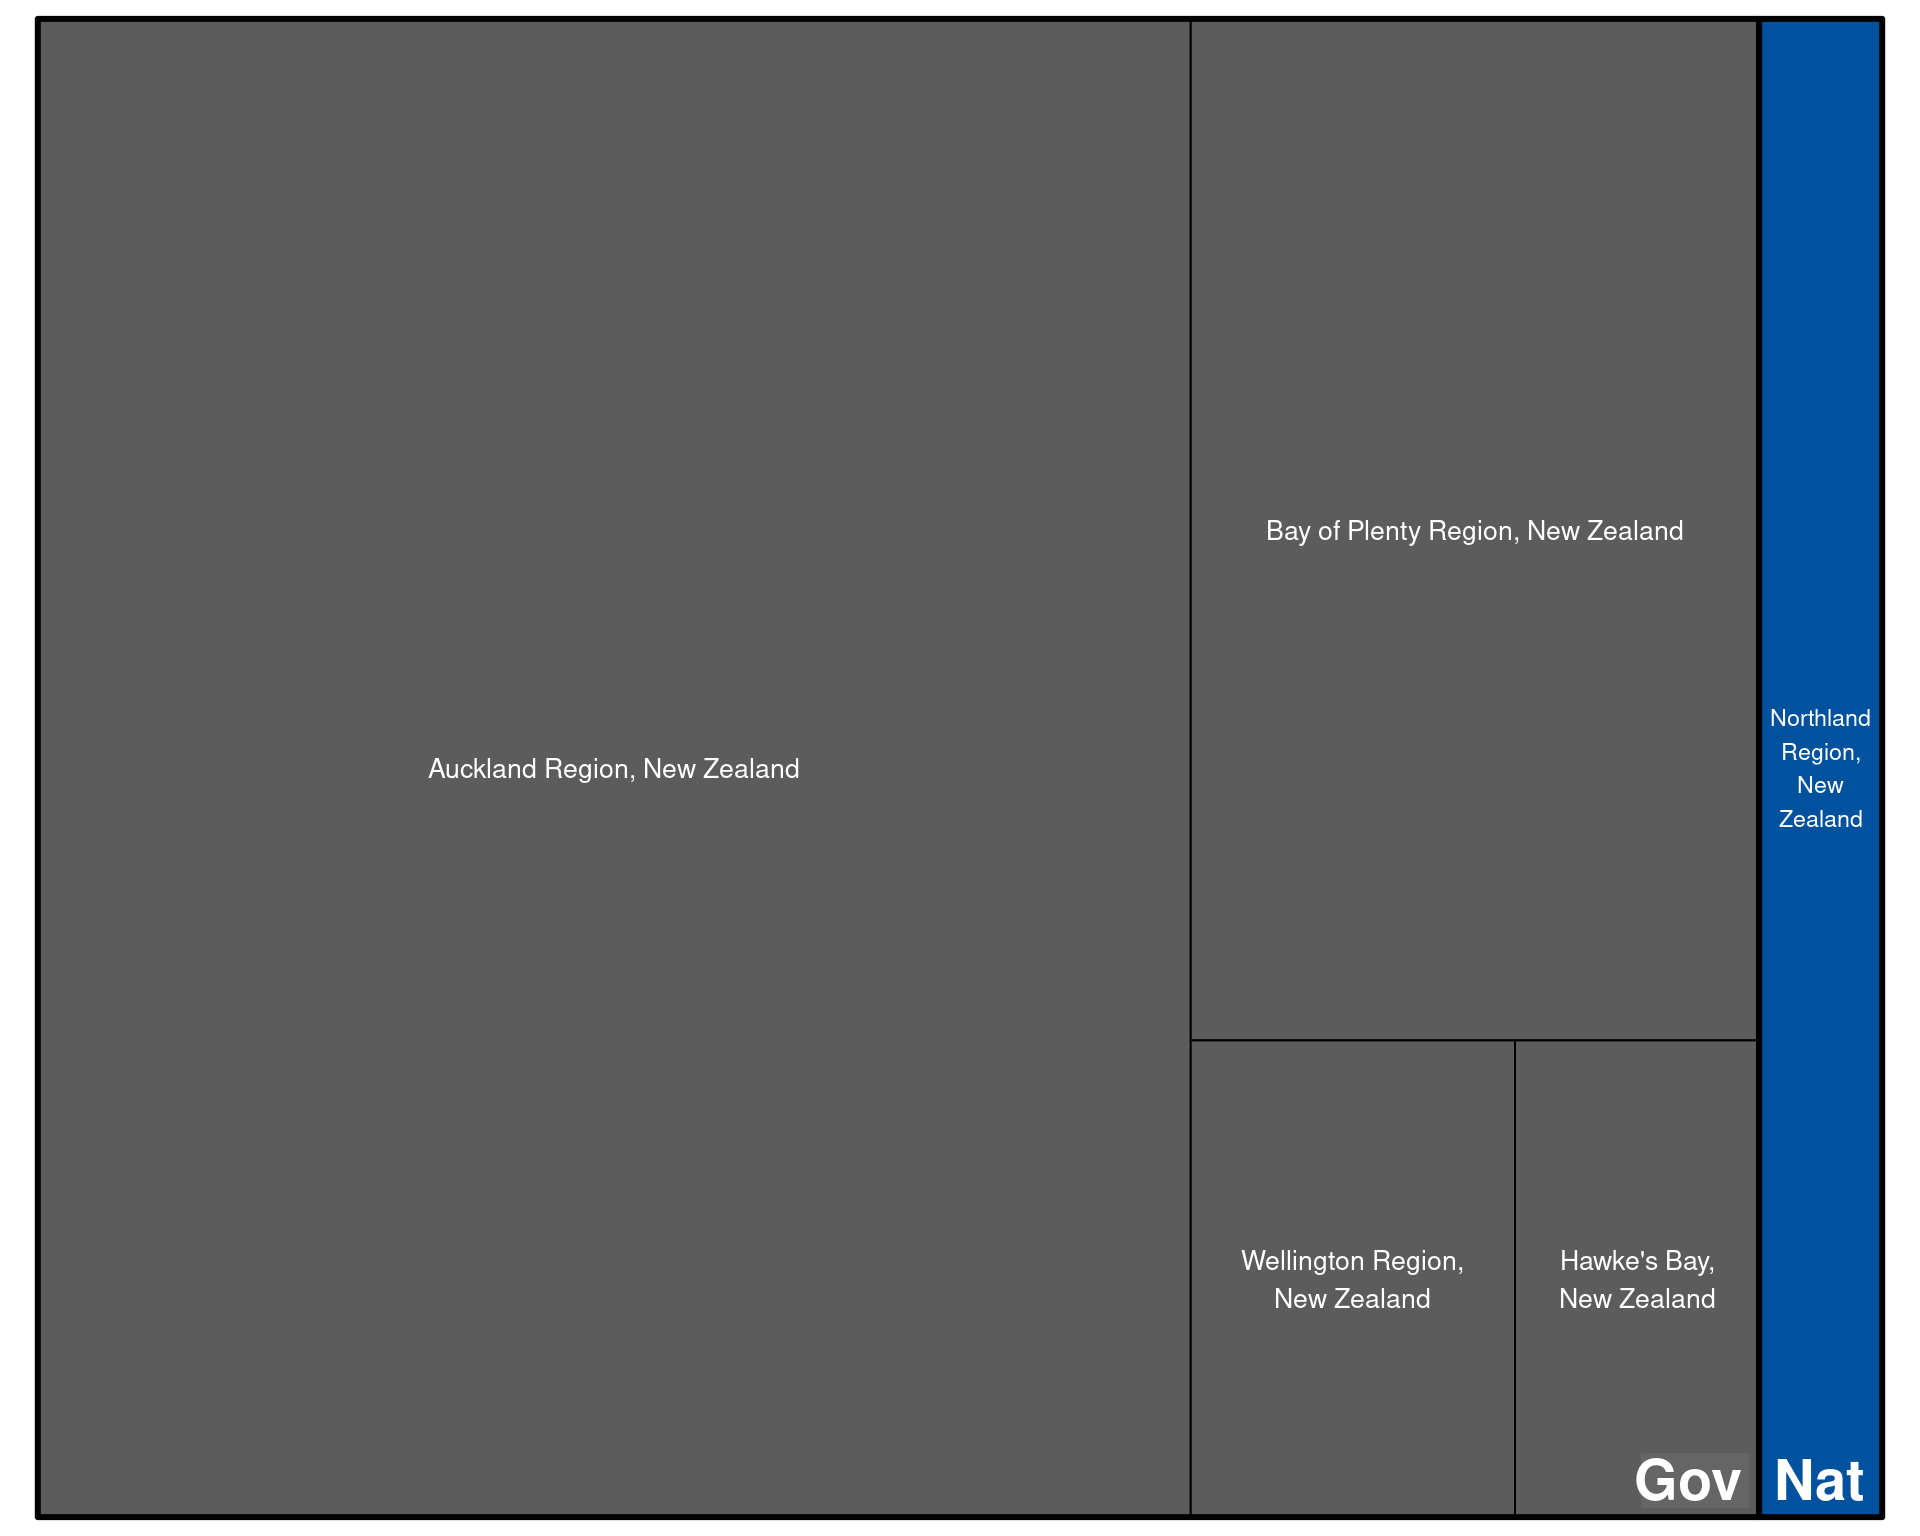 Auckland Region, New Zealand
Bay of Plenty Region, New Zealand
Wellington Region,
New Zealand
Hawke's Bay,
New Zealand
Gov
Northland
Region,
New
Zealand
Nat